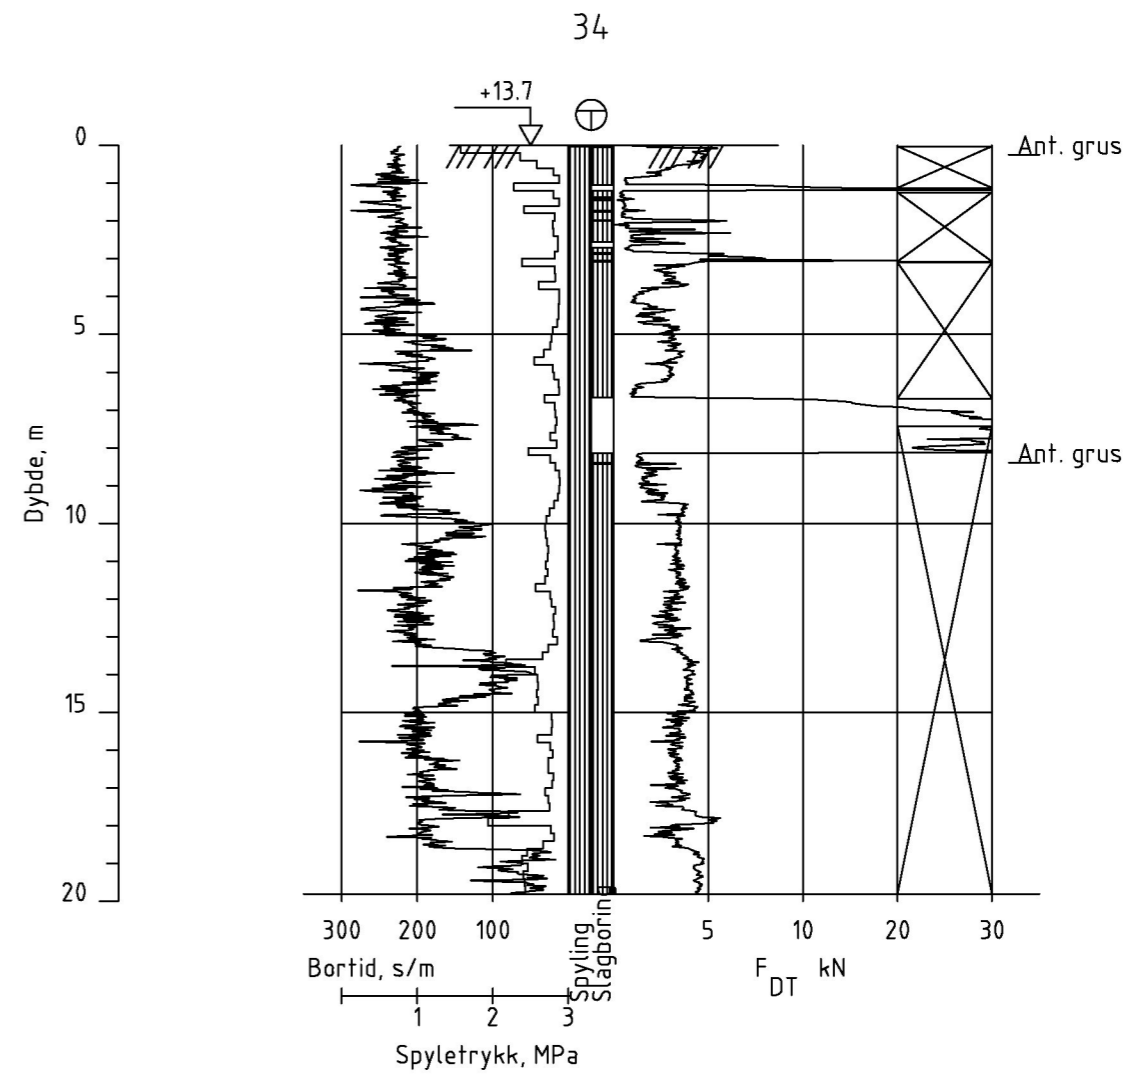 34
+13.7
0
Ant. grus
5
Ant. grus
10
15
20
Dybde, m
300 200 100
5 10 20 30
Bortid, s/m
Spyling
Slagborin
F DT kN
1 2 3
Spyletrykk, MPa